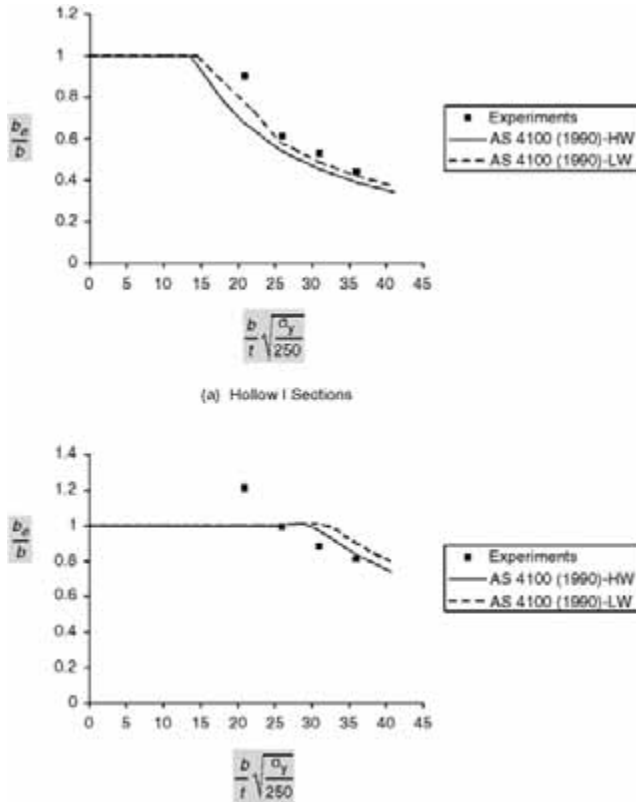 1.2
1
0.8
0.6
0.4
0.2
0
b_e/b
0 5 10 15 20 25 30 35 40 45
b/t √(σ_y/250)
Experiments
AS 4100 (1990)-HW
AS 4100 (1990)-LW
(a) Hollow I Sections
1.4
1.2
1
0.8
0.6
0.4
0.2
0
b_e/b
0 5 10 15 20 25 30 35 40 45
b/t √(σ_y/250)
Experiments
AS 4100 (1990)-HW
AS 4100 (1990)-LW